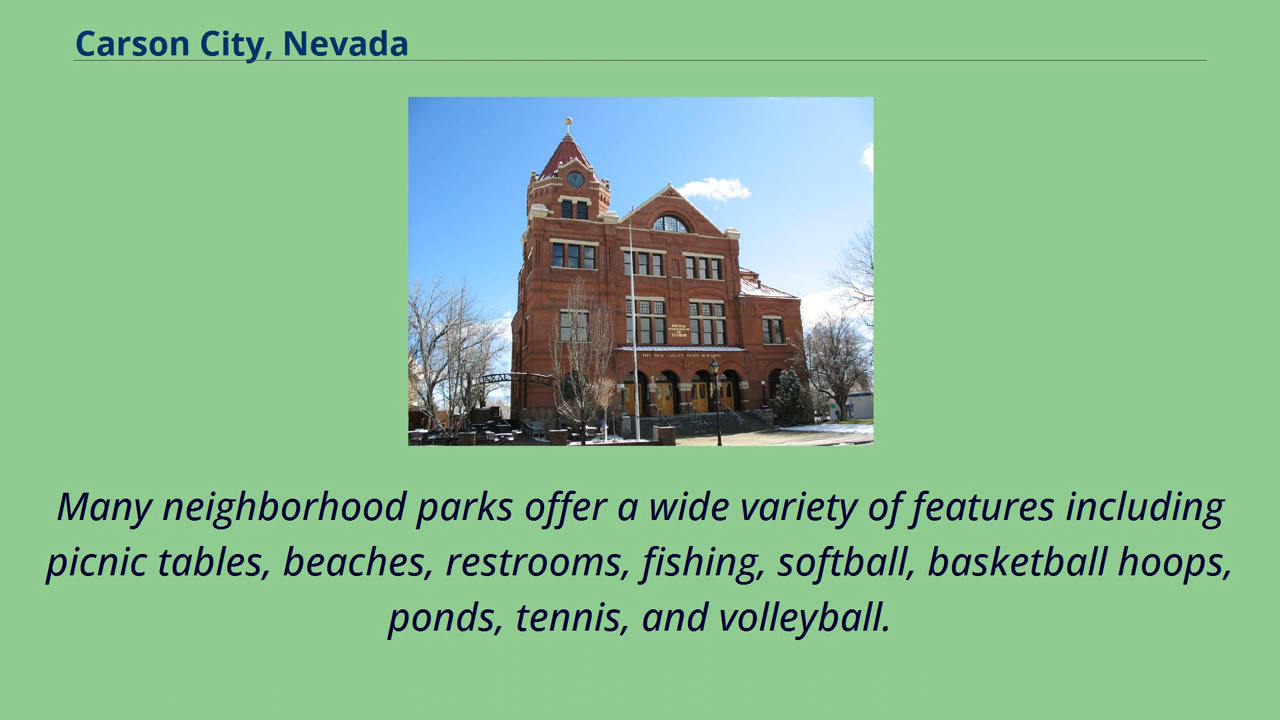 Carson City, Nevada
Many neighborhood parks offer a wide variety of features including
picnic tables, beaches, restrooms, fishing, softball, basketball hoops,
ponds, tennis, and volleyball.